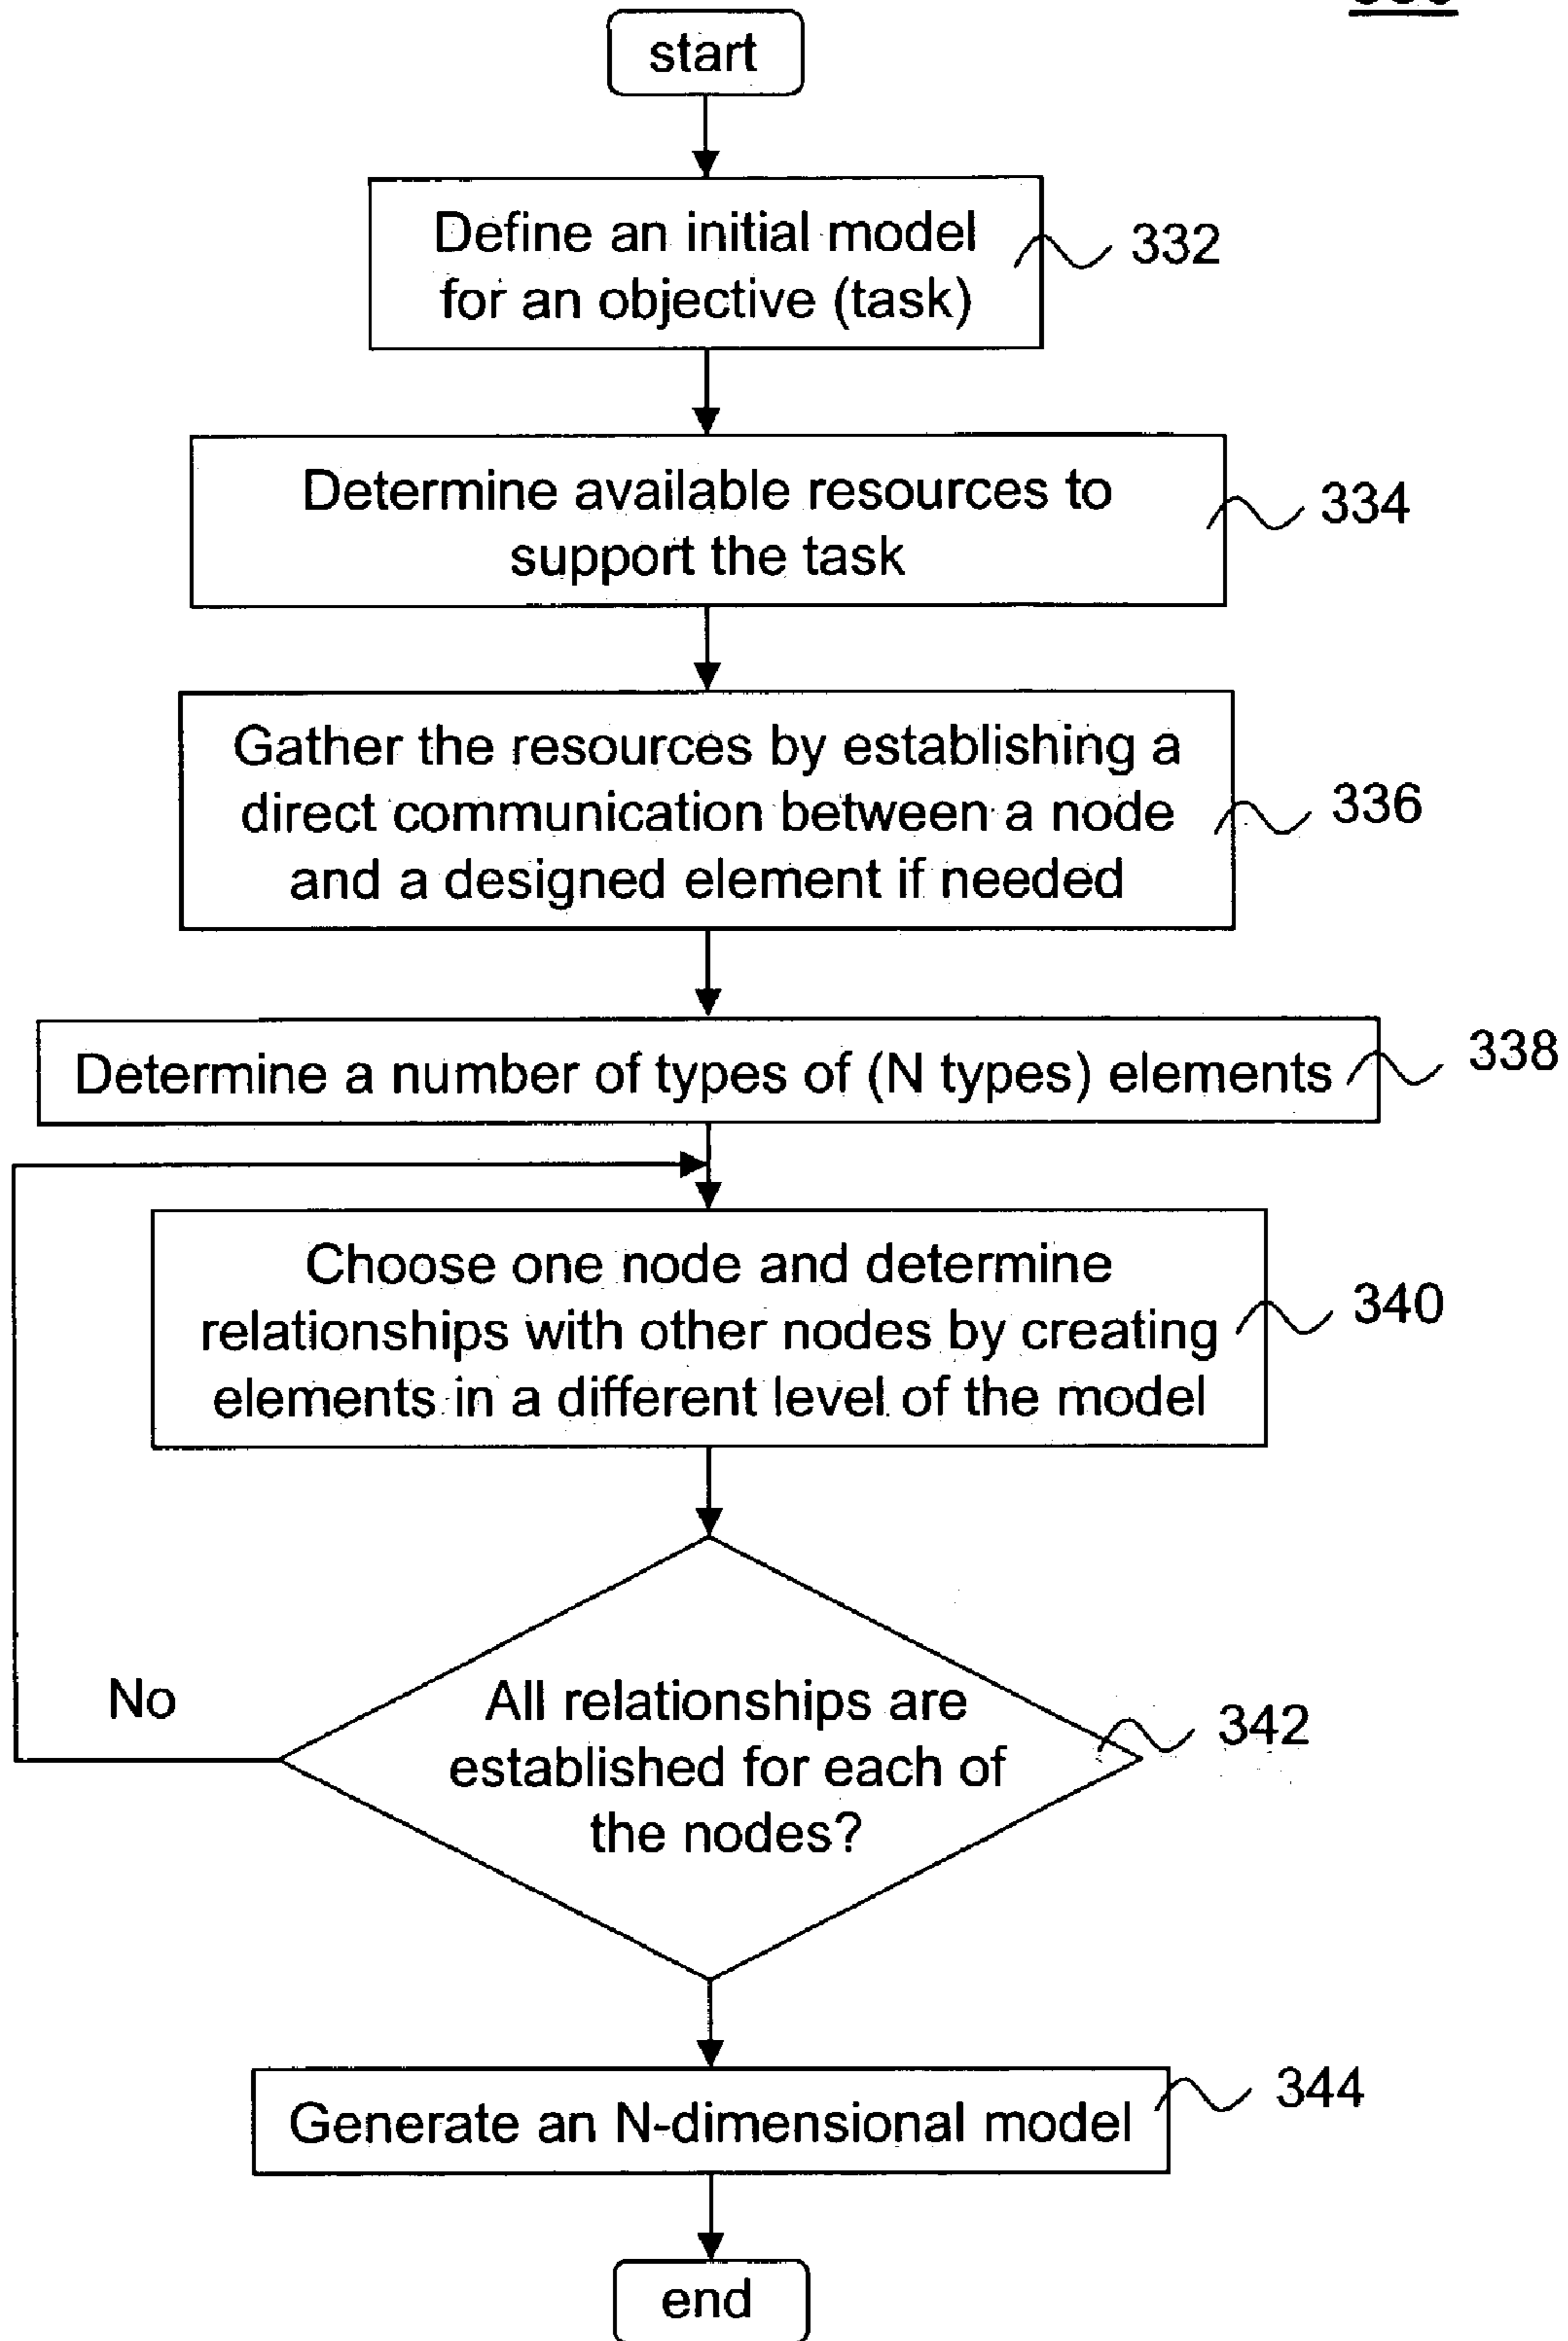 start
Define an initial model
for an objective (task)
332
Determine available resources to
support the task
334
Gather the resources by establishing a
direct communication between a node
and a designed element if needed
336
Determine a number of types of (N types) elements
338
Choose one node and determine
relationships with other nodes by creating
elements in a different level of the model
340
No
All relationships are
established for each of
the nodes?
342
Generate an N-dimensional model
344
end